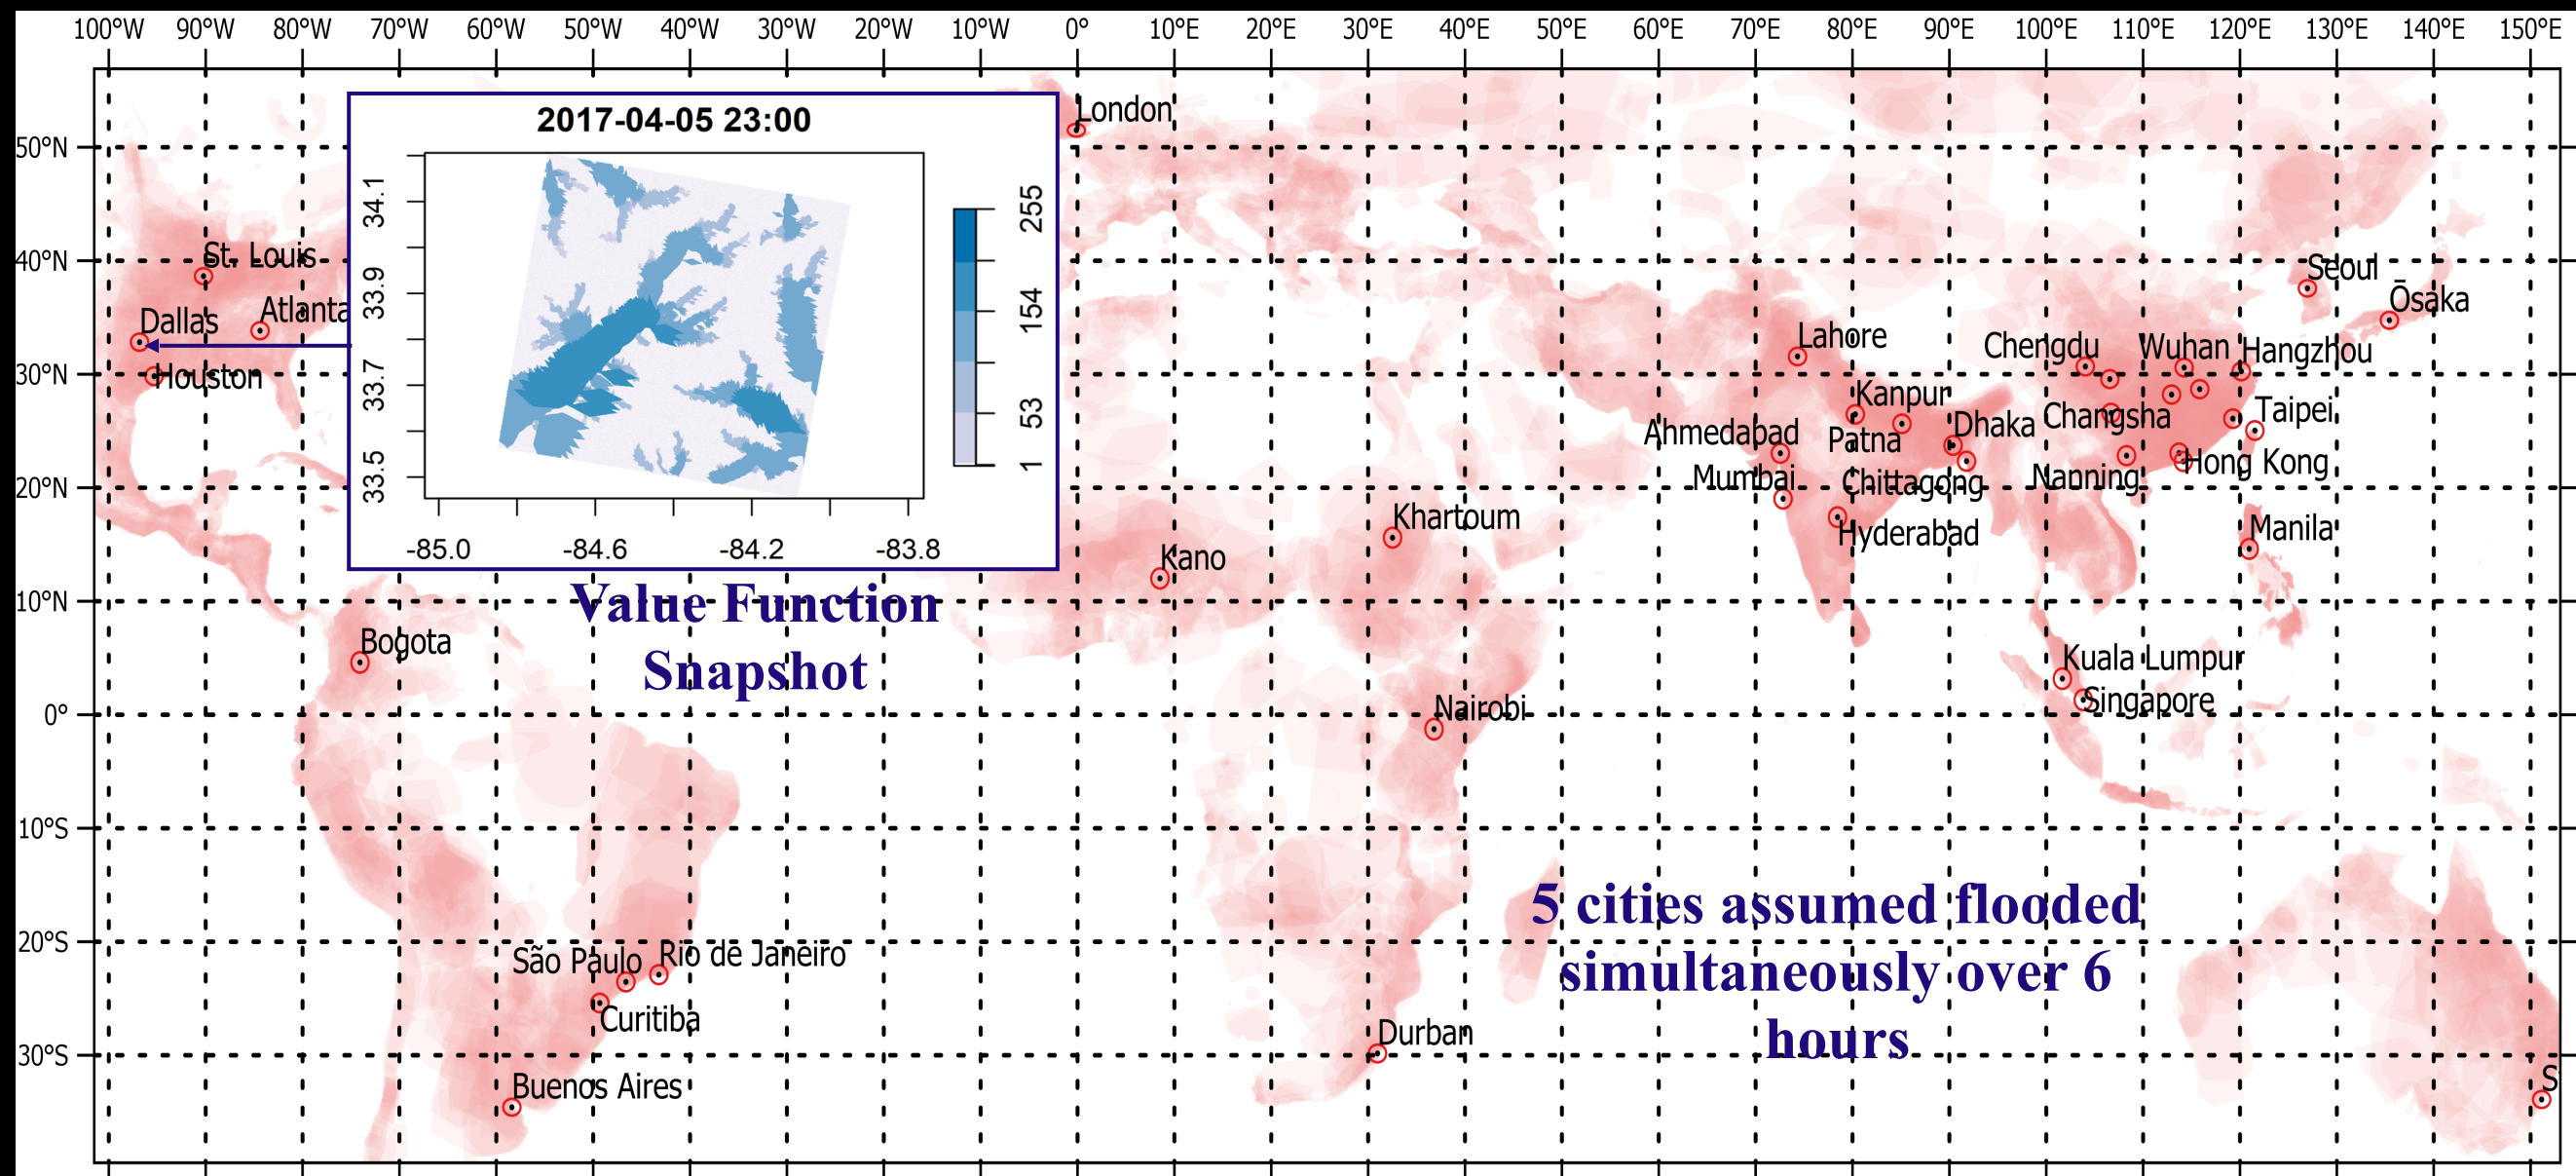 100°W 90°W 80°W 70°W 60°W 50°W 40°W 30°W 20°W 10°W 0° 10°E 20°E 30°E 40°E 50°E 60°E 70°E 80°E 90°E 100°E 110°E 120°E 130°E 140°E 150°E
50°N
40°N
30°N
20°N
10°N
0°
10°S
20°S
30°S
2017-04-05 23:00
34.1
33.9
33.7
33.5
-85.0 -84.6 -84.2 -83.8
255
154
53
1
Value Function
Snapshot
London
St. Louis
Dallas
Atlanta
Houston
Seoul
Ōsaka
Lahore
Chengdu
Wuhan
Hangzhou
Kanpur
Ahmedabad
Patna
Dhaka
Changsha
Taipei
Mumbai
Chittagong
Nanning
Hong Kong
Khartoum
Hyderabad
Manila
Kano
Bogota
Kuala Lumpur
Singapore
Nairobi
5 cities assumed flooded
simultaneously over 6
hours
São Paulo
Rio de Janeiro
Curitiba
Durban
Buenos Aires
S